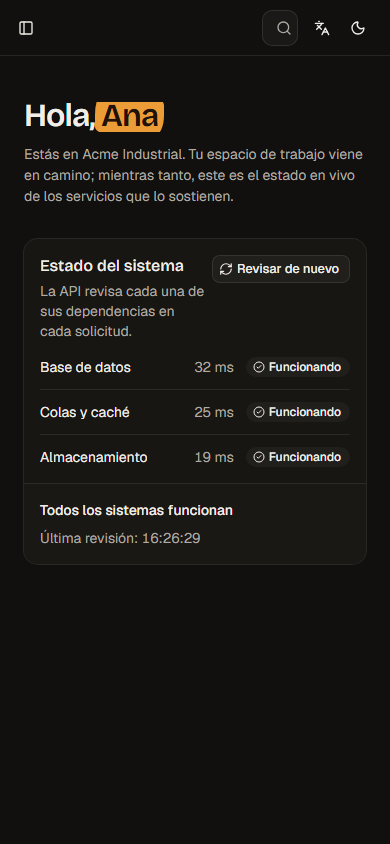 Hola, Ana
Estás en Acme Industrial. Tu espacio de trabajo viene
en camino; mientras tanto, este es el estado en vivo
de los servicios que lo sostienen.
Estado del sistema
Revisar de nuevo
La API revisa cada una de
sus dependencias en
cada solicitud.
Base de datos 32 ms Funcionando
Colas y caché 25 ms Funcionando
Almacenamiento 19 ms Funcionando
Todos los sistemas funcionan
Última revisión: 16:26:29